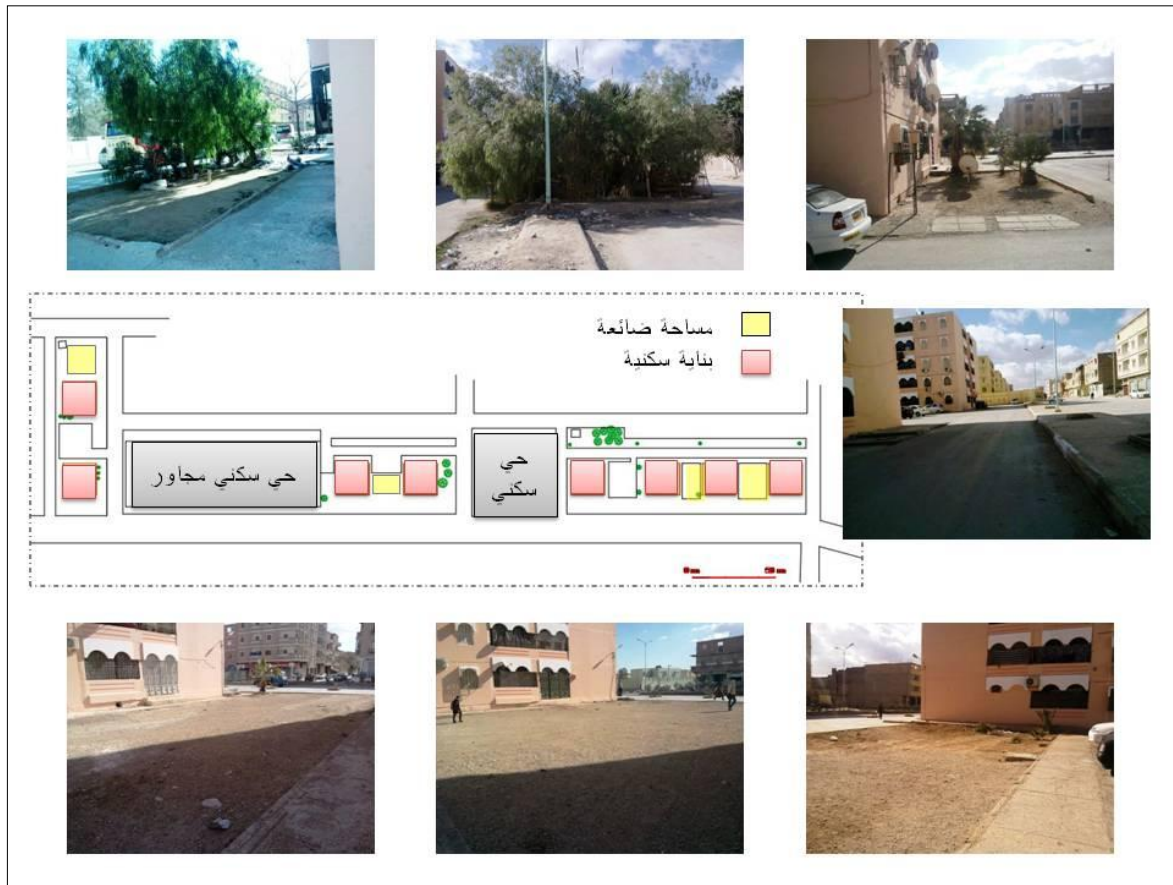 مساحة ضائعة
بناية سكنية
حي سكني مجاور
حي
سكني